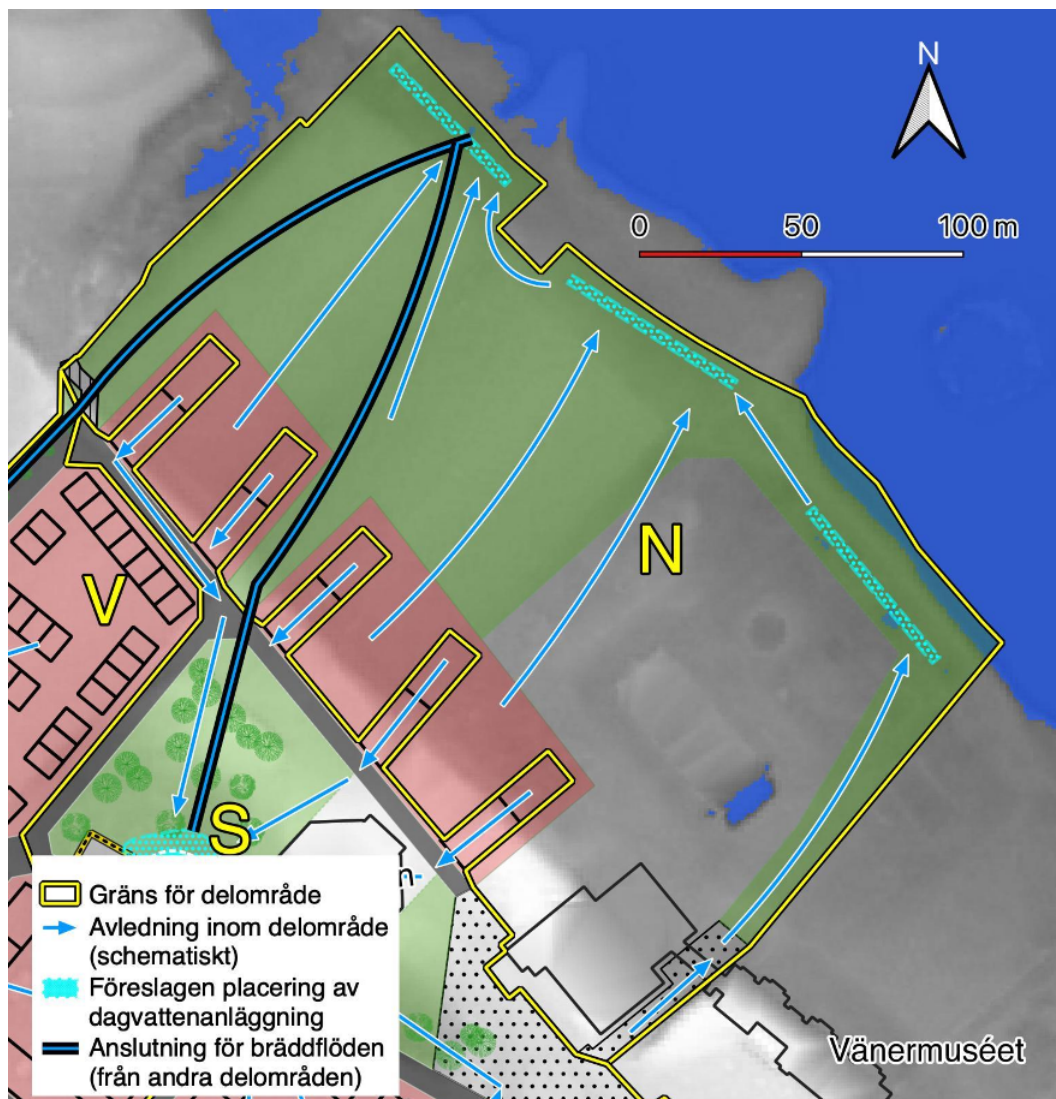 N
0 50 100 m
N
V
S
n-
Gräns för delområde
Avledning inom delområde
(schematiskt)
Föreslagen placering av
dagvattenanläggning
Anslutning för bräddflöden
(från andra delområden)
Vänermuséet